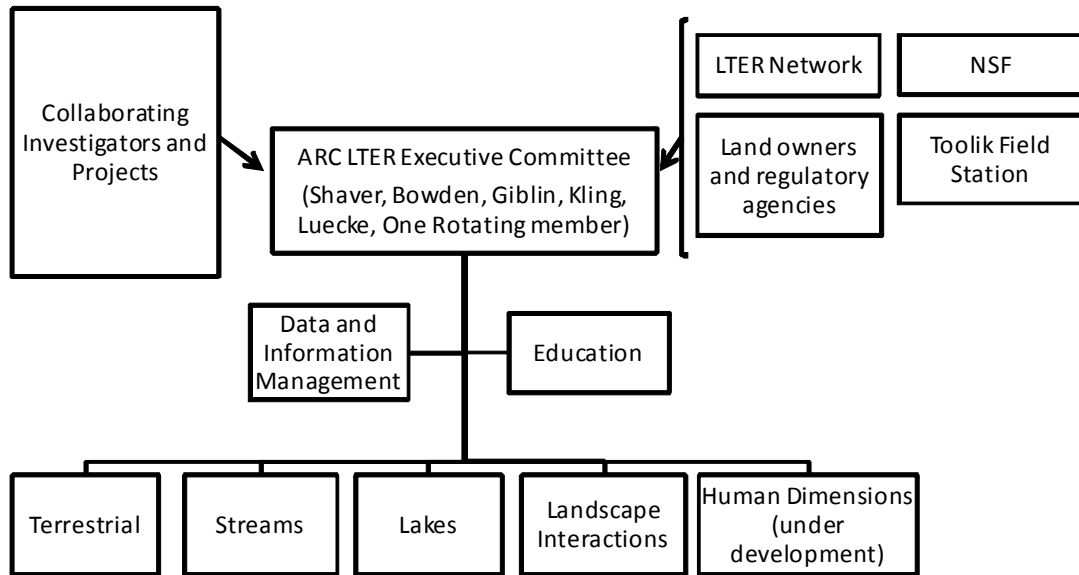 Collaborating
Investigators and
Projects
ARC LTER Executive Committee
(Shaver, Bowden, Giblin, Kling,
Luecke, One Rotating member)
LTER Network
NSF
Land owners
and regulatory
agencies
Toolik Field
Station
Data and
Information
Management
Education
Terrestrial
Streams
Lakes
Landscape
Interactions
Human Dimensions
(under
development)